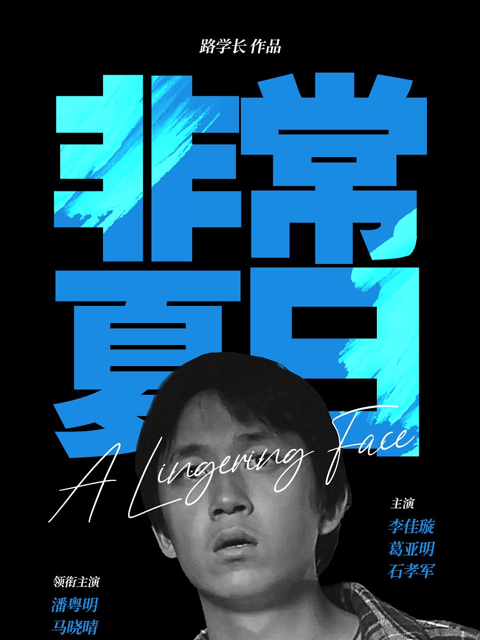 路学长 作品
非常
夏日
A Lingering Face
主演
李佳璇
葛亚明
石孝军
领衔主演
潘粤明
马晓晴